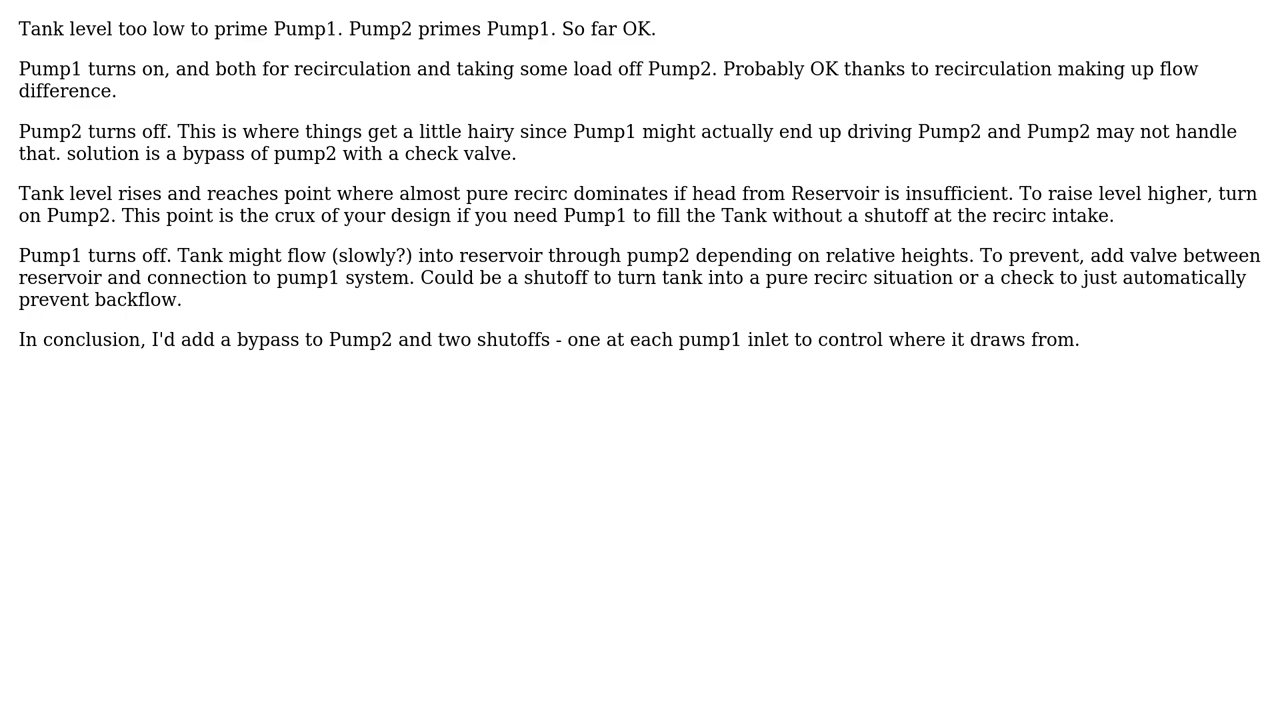 Tank level too low to prime Pump1. Pump2 primes Pump1. So far OK.
Pump1 turns on, and both for recirculation and taking some load off Pump2. Probably OK thanks to recirculation making up flow
difference.
Pump2 turns off. This is where things get a little hairy since Pump1 might actually end up driving Pump2 and Pump2 may not handle
that. solution is a bypass of pump2 with a check valve.
Tank level rises and reaches point where almost pure recirc dominates if head from Reservoir is insufficient. To raise level higher, turn
on Pump2. This point is the crux of your design if you need Pump1 to fill the Tank without a shutoff at the recirc intake.
Pump1 turns off. Tank might flow (slowly?) into reservoir through pump2 depending on relative heights. To prevent, add valve between
reservoir and connection to pump1 system. Could be a shutoff to turn tank into a pure recirc situation or a check to just automatically
prevent backflow.
In conclusion, I'd add a bypass to Pump2 and two shutoffs - one at each pump1 inlet to control where it draws from.